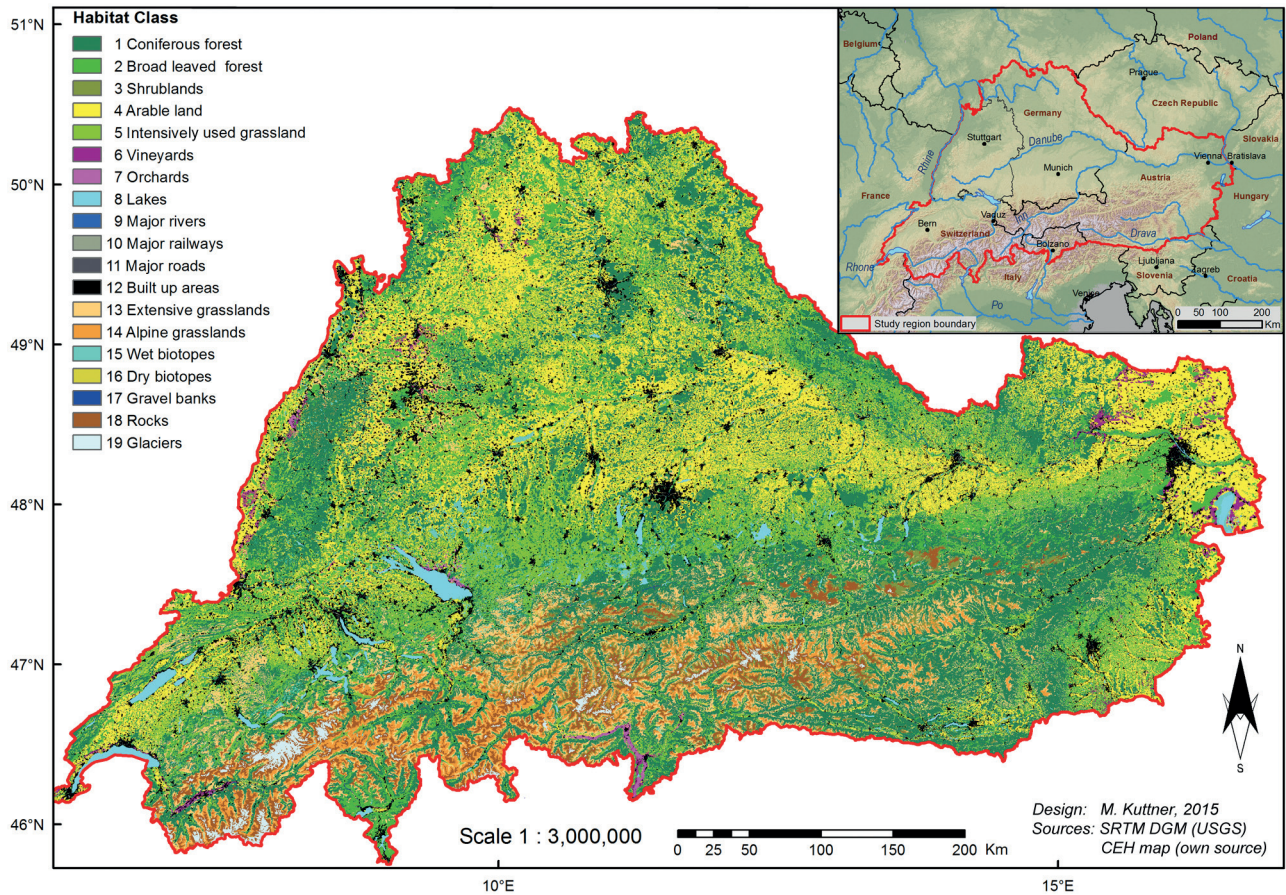 Habitat Class
1 Coniferous forest
2 Broad leaved forest
3 Shrublands
4 Arable land
5 Intensively used grassland
6 Vineyards
7 Orchards
8 Lakes
9 Major rivers
10 Major railways
11 Major roads
12 Built up areas
13 Extensive grasslands
14 Alpine grasslands
15 Wet biotopes
16 Dry biotopes
17 Gravel banks
18 Rocks
19 Glaciers
51°N
50°N
49°N
48°N
47°N
46°N
10°E
15°E
Belgium
Poland
Prague
Germany
Czech Republic
Stuttgart
Slovakia
Rhine
Danube
Munich
Vienna
Bratislava
France
Austria
Hungary
Bern
Vaduz
Inn
Switzerland
Drava
Bolzano
Rhone
Italy
Ljubljana
Slovenia
Zagreb
Croatia
Po
Venice
Study region boundary
0 50 100 200
Km
N
S
Scale 1 : 3,000,000
0 25 50 100 150 200 Km
Design: M. Kuttner, 2015
Sources: SRTM DGM (USGS)
CEH map (own source)